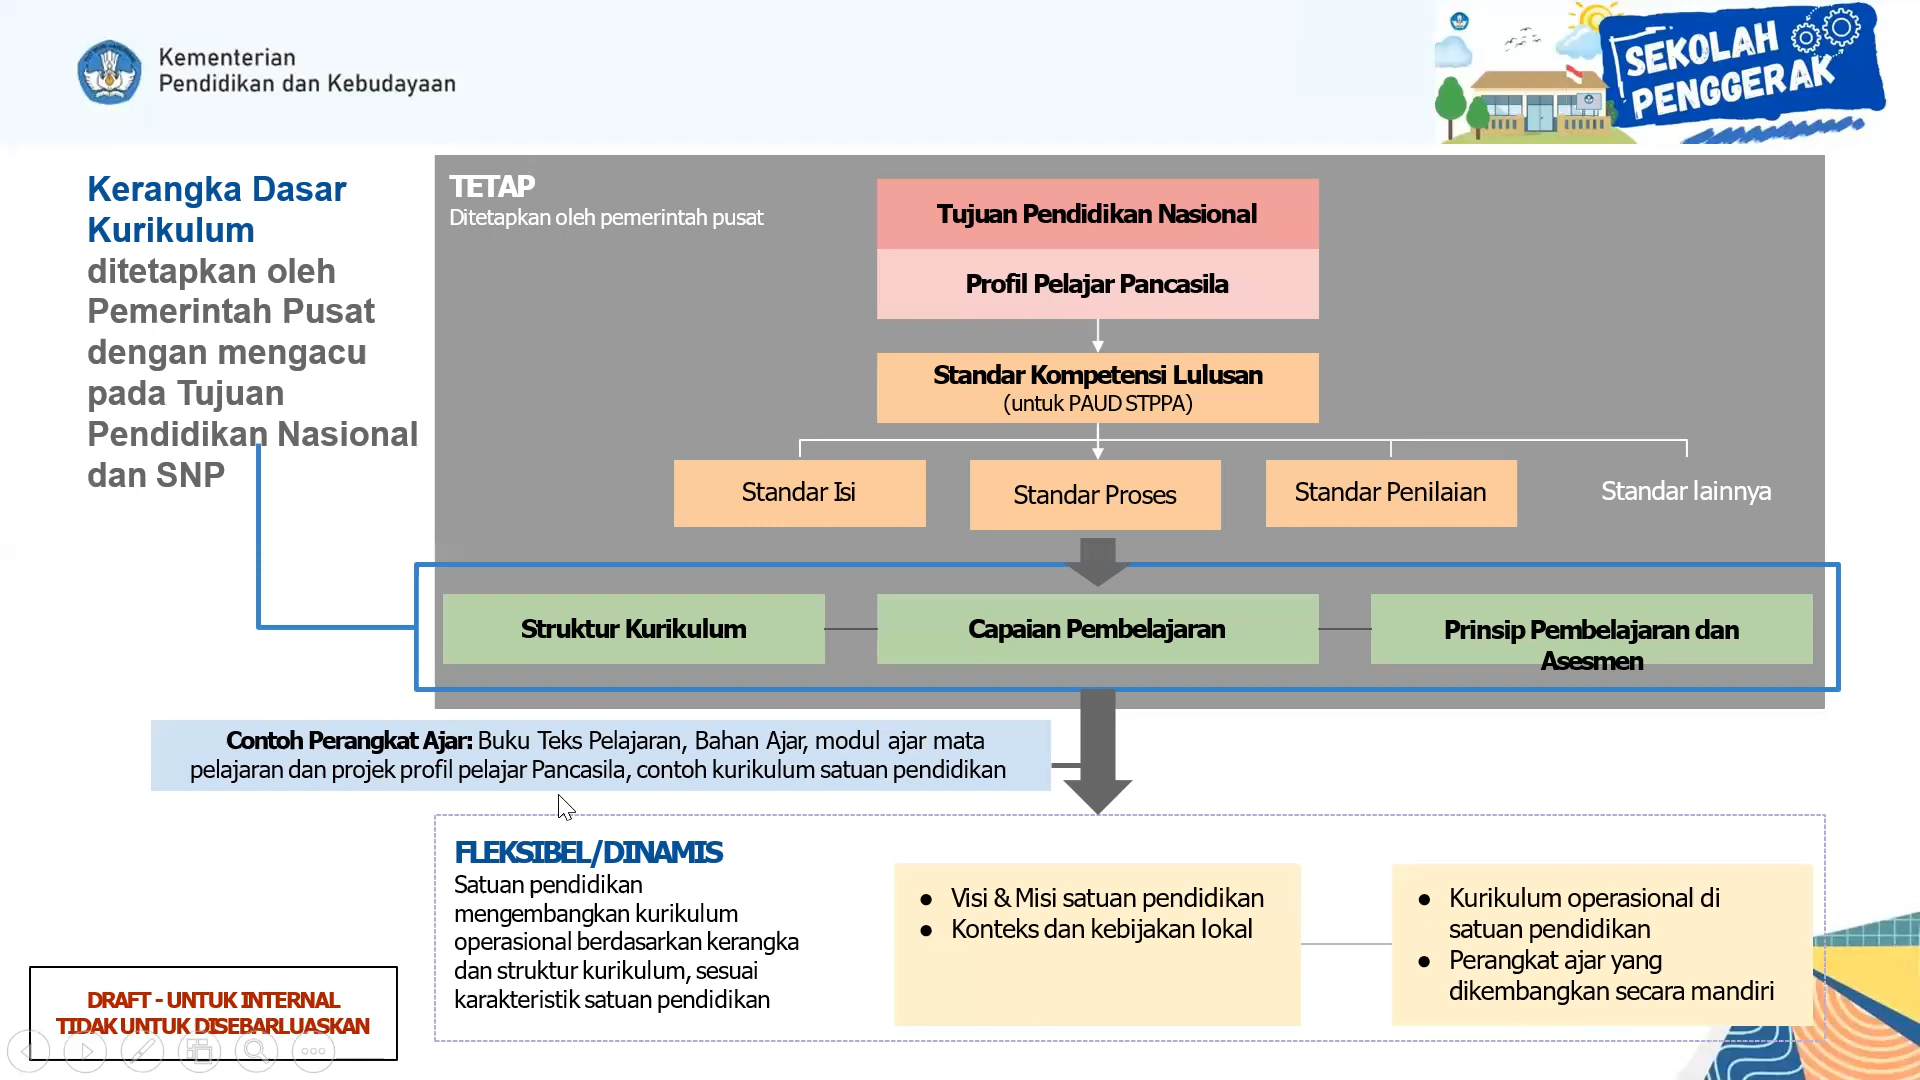 Kementerian
Pendidikan dan Kebudayaan
SEKOLAH
PENGGERAK
Kerangka Dasar
Kurikulum
ditetapkan oleh
Pemerintah Pusat
dengan mengacu
pada Tujuan
Pendidikan Nasional
dan SNP
TETAP
Ditetapkan oleh pemerintah pusat
Tujuan Pendidikan Nasional
Profil Pelajar Pancasila
Standar Kompetensi Lulusan
(untuk PAUD STPPA)
Standar Isi
Standar Proses
Standar Penilaian
Standar lainnya
Struktur Kurikulum
Capaian Pembelajaran
Prinsip Pembelajaran dan
Asesmen
Contoh Perangkat Ajar: Buku Teks Pelajaran, Bahan Ajar, modul ajar mata
pelajaran dan projek profil pelajar Pancasila, contoh kurikulum satuan pendidikan
FLEKSIBEL/DINAMIS
Satuan pendidikan
mengembangkan kurikulum
operasional berdasarkan kerangka
dan struktur kurikulum, sesuai
karakteristik satuan pendidikan
● Visi & Misi satuan pendidikan
● Konteks dan kebijakan lokal
● Kurikulum operasional di
satuan pendidikan
● Perangkat ajar yang
dikembangkan secara mandiri
DRAFT - UNTUK INTERNAL
TIDAK UNTUK DISEBARLUASKAN